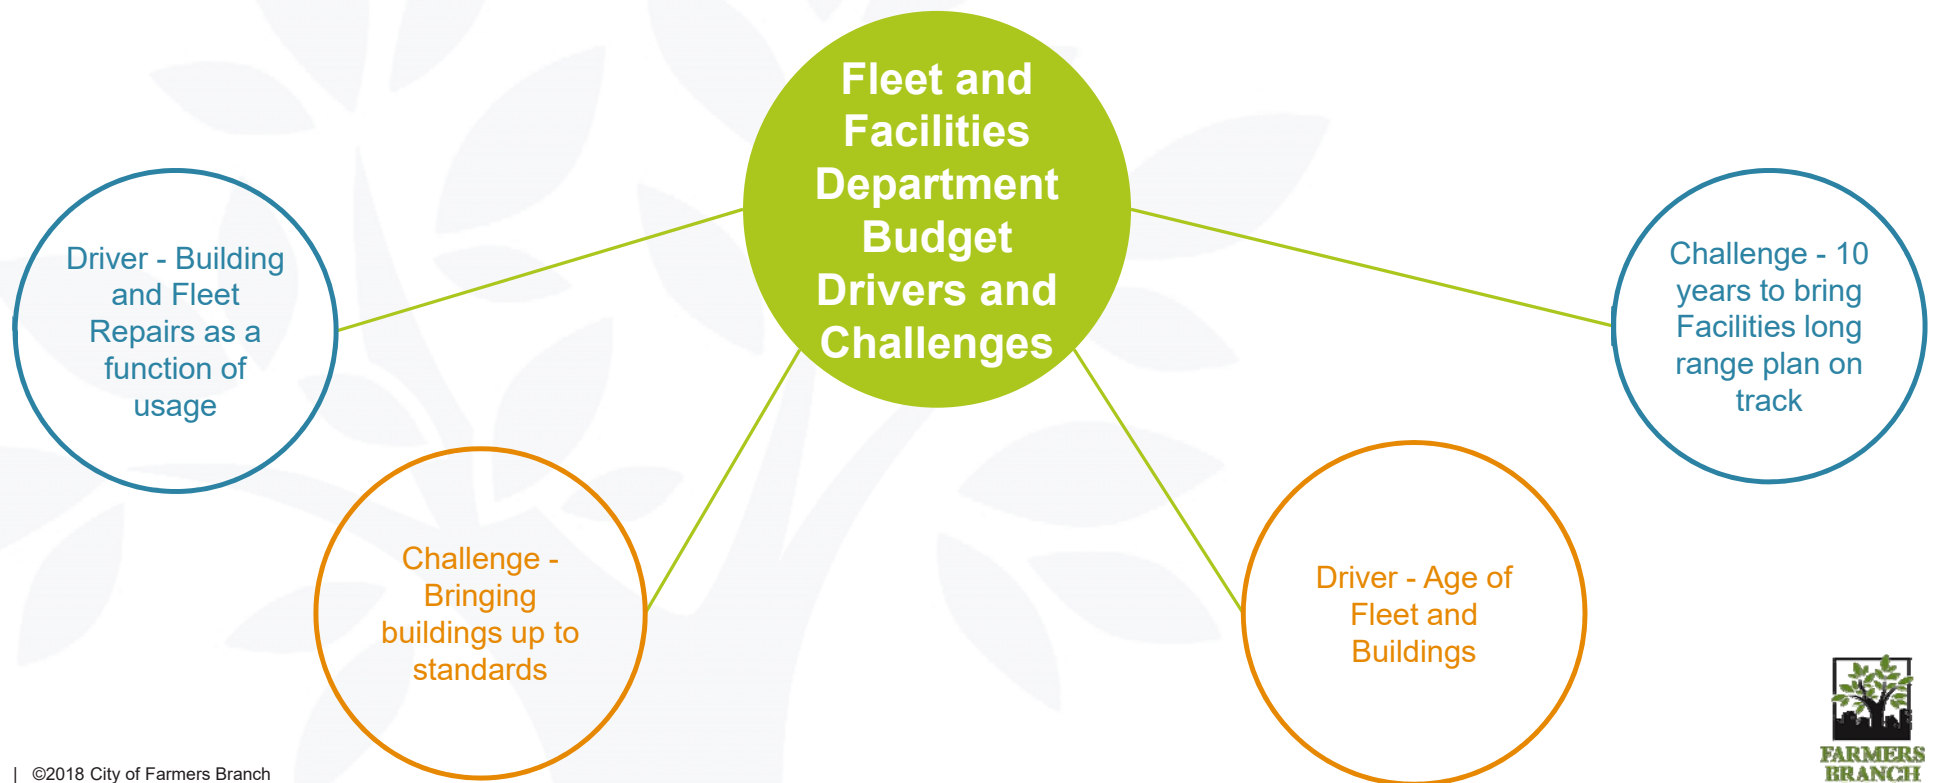 Fleet and
Facilities
Department
Budget
Drivers and
Challenges
Driver - Building
and Fleet
Repairs as a
function of
usage
Challenge -
Bringing
buildings up to
standards
Driver - Age of
Fleet and
Buildings
Challenge - 10
years to bring
Facilities long
range plan on
track
| ©2018 City of Farmers Branch
FARMERS
BRANCH